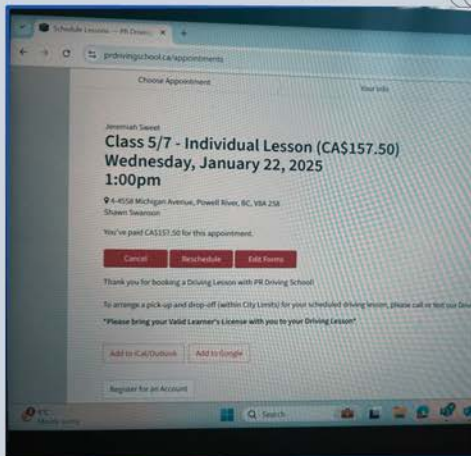 Schedule Lessons — PR Driving
prdrivingschool.ca/appointments
Choose Appointment
Your Info
Jeremiah Sweet
Class 5/7 - Individual Lesson (CA$157.50)
Wednesday, January 22, 2025
1:00pm
4-4558 Michigan Avenue, Powell River, BC, V8A 2S8
Shawn Swanson
You've paid CA$157.50 for this appointment.
Cancel
Reschedule
Edit Forms
Thank you for booking a Driving Lesson with PR Driving School!
To arrange a pick-up and drop-off (within City Limits) for your scheduled driving lesson, please call or text our
*Please bring your Valid Learner's License with you to your Driving Lesson*
Add to iCal/Outlook
Add to Google
Register for an Account
Mostly sunny
Search